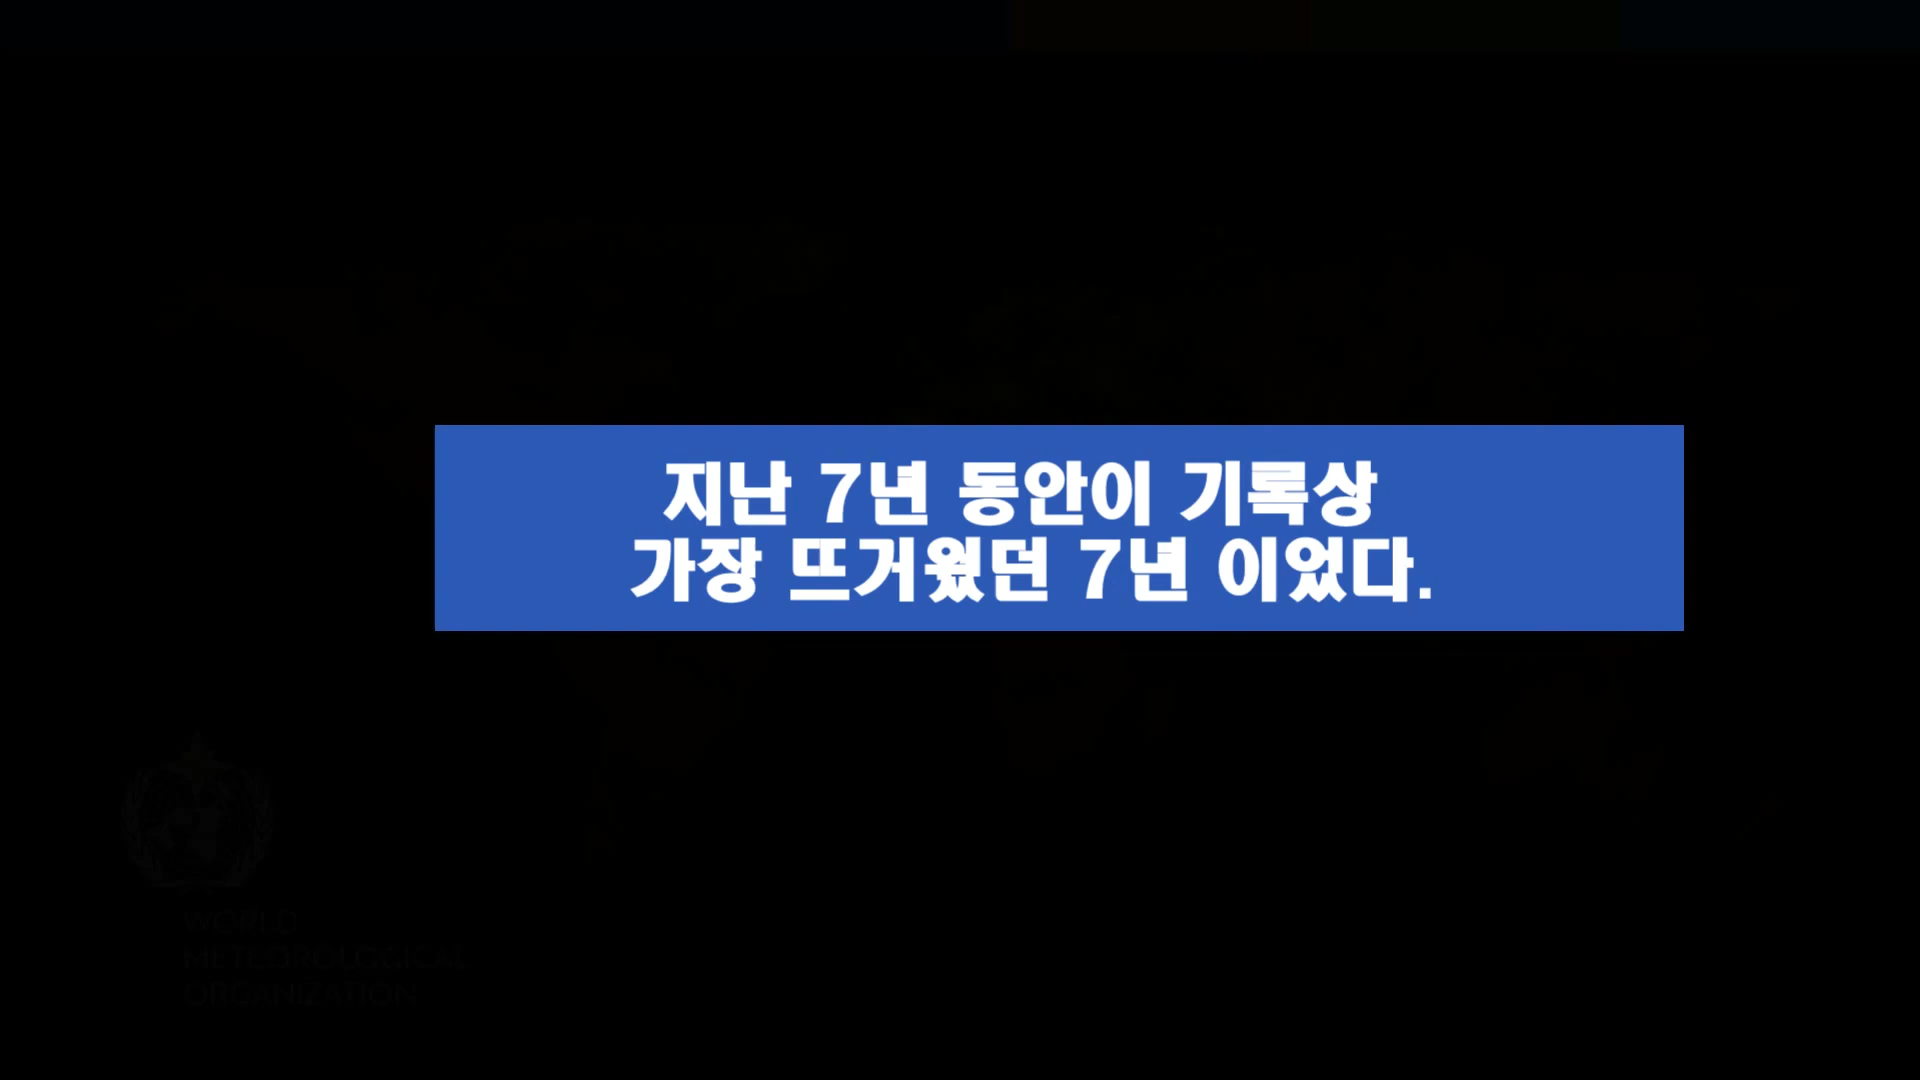 지난 7년 동안이 기록상
가장 뜨거웠던 7년 이었다.
WORLD
METEOROLOGICAL
ORGANIZATION